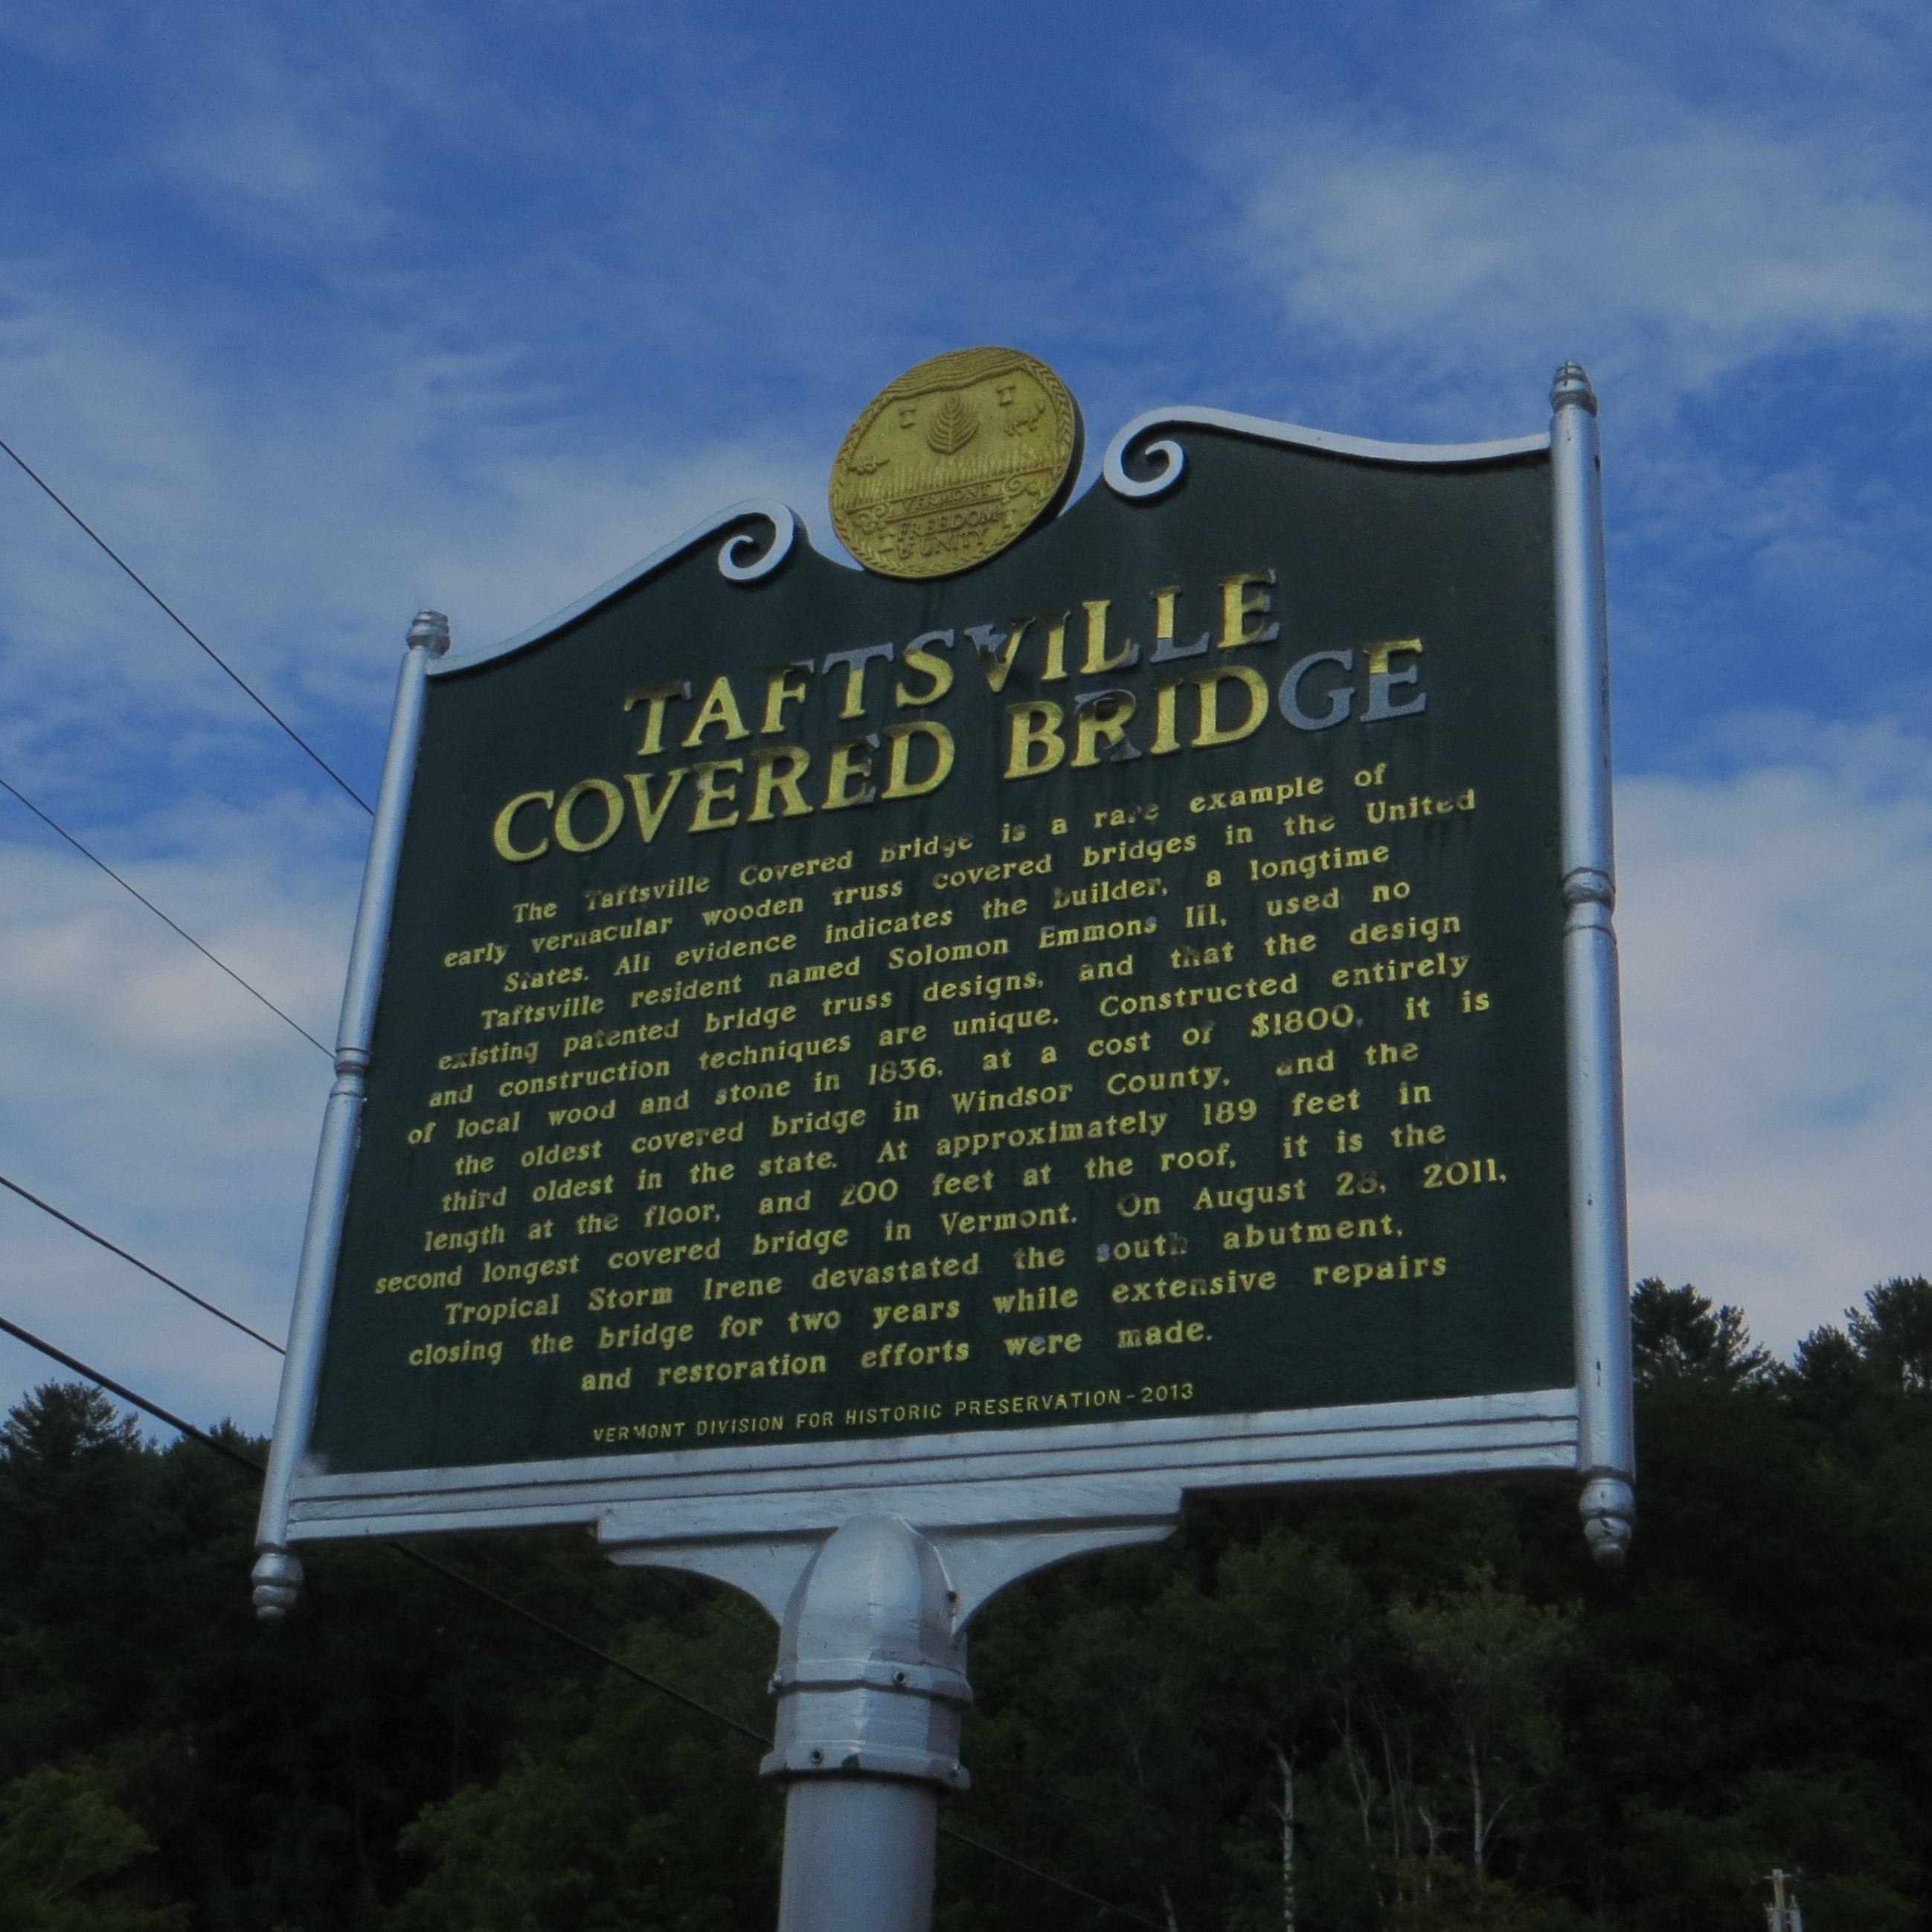 VERMONT
FREEDOM
& UNITY
TAFTSVILLE
COVERED BRIDGE
The Taftsville Covered Bridge is a rare example of
early vernacular wooden truss covered bridges in the United
States. All evidence indicates the builder, a longtime
Taftsville resident named Solomon Emmons III, used no
existing patented bridge truss designs, and that the design
and construction techniques are unique. Constructed entirely
of local wood and stone in 1836, at a cost of $1800, it is
the oldest covered bridge in Windsor County, and the
third oldest in the state. At approximately 189 feet in
length at the floor, and 200 feet at the roof, it is the
second longest covered bridge in Vermont. On August 28, 2011,
Tropical Storm Irene devastated the south abutment,
closing the bridge for two years while extensive repairs
and restoration efforts were made.
VERMONT DIVISION FOR HISTORIC PRESERVATION-2013